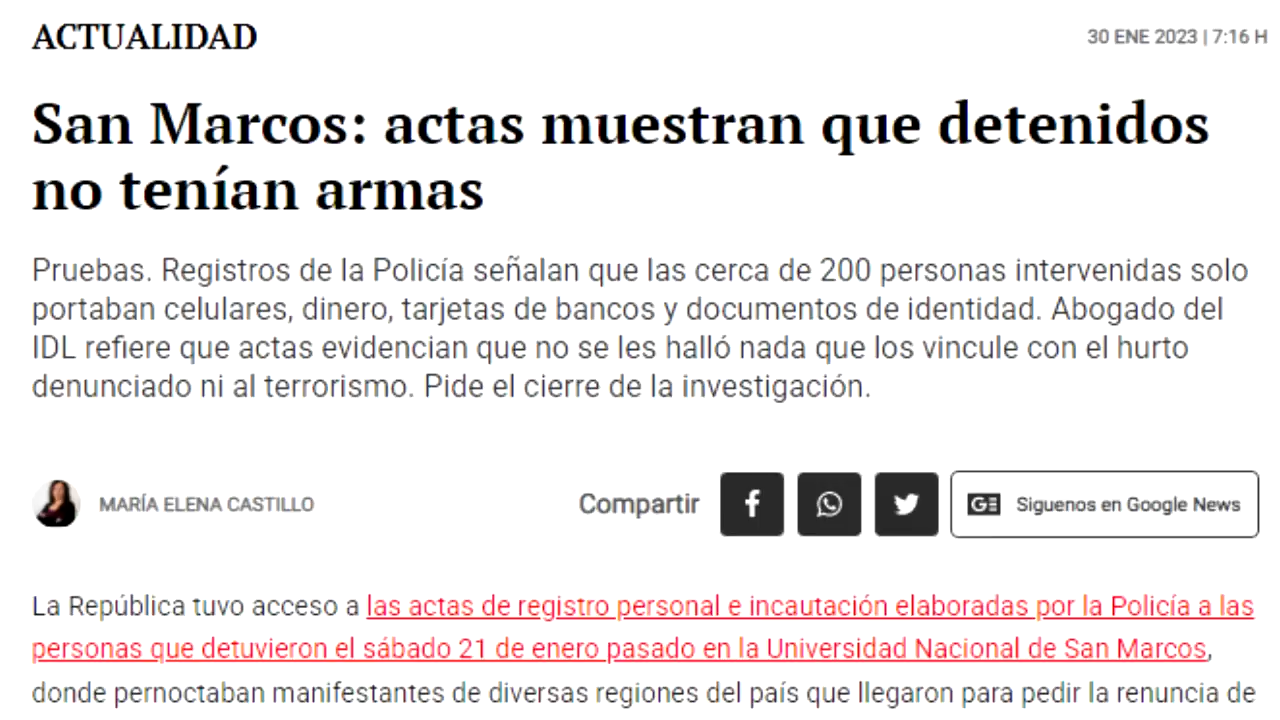 ACTUALIDAD
30 ENE 2023 | 7:16 H
San Marcos: actas muestran que detenidos
no tenían armas
Pruebas. Registros de la Policía señalan que las cerca de 200 personas intervenidas solo
portaban celulares, dinero, tarjetas de bancos y documentos de identidad. Abogado del
IDL refiere que actas evidencian que no se les halló nada que los vincule con el hurto
denunciado ni al terrorismo. Pide el cierre de la investigación.
MARÍA ELENA CASTILLO
Compartir
Siguenos en Google News
La República tuvo acceso a las actas de registro personal e incautación elaboradas por la Policía a las
personas que detuvieron el sábado 21 de enero pasado en la Universidad Nacional de San Marcos,
donde pernoctaban manifestantes de diversas regiones del país que llegaron para pedir la renuncia de